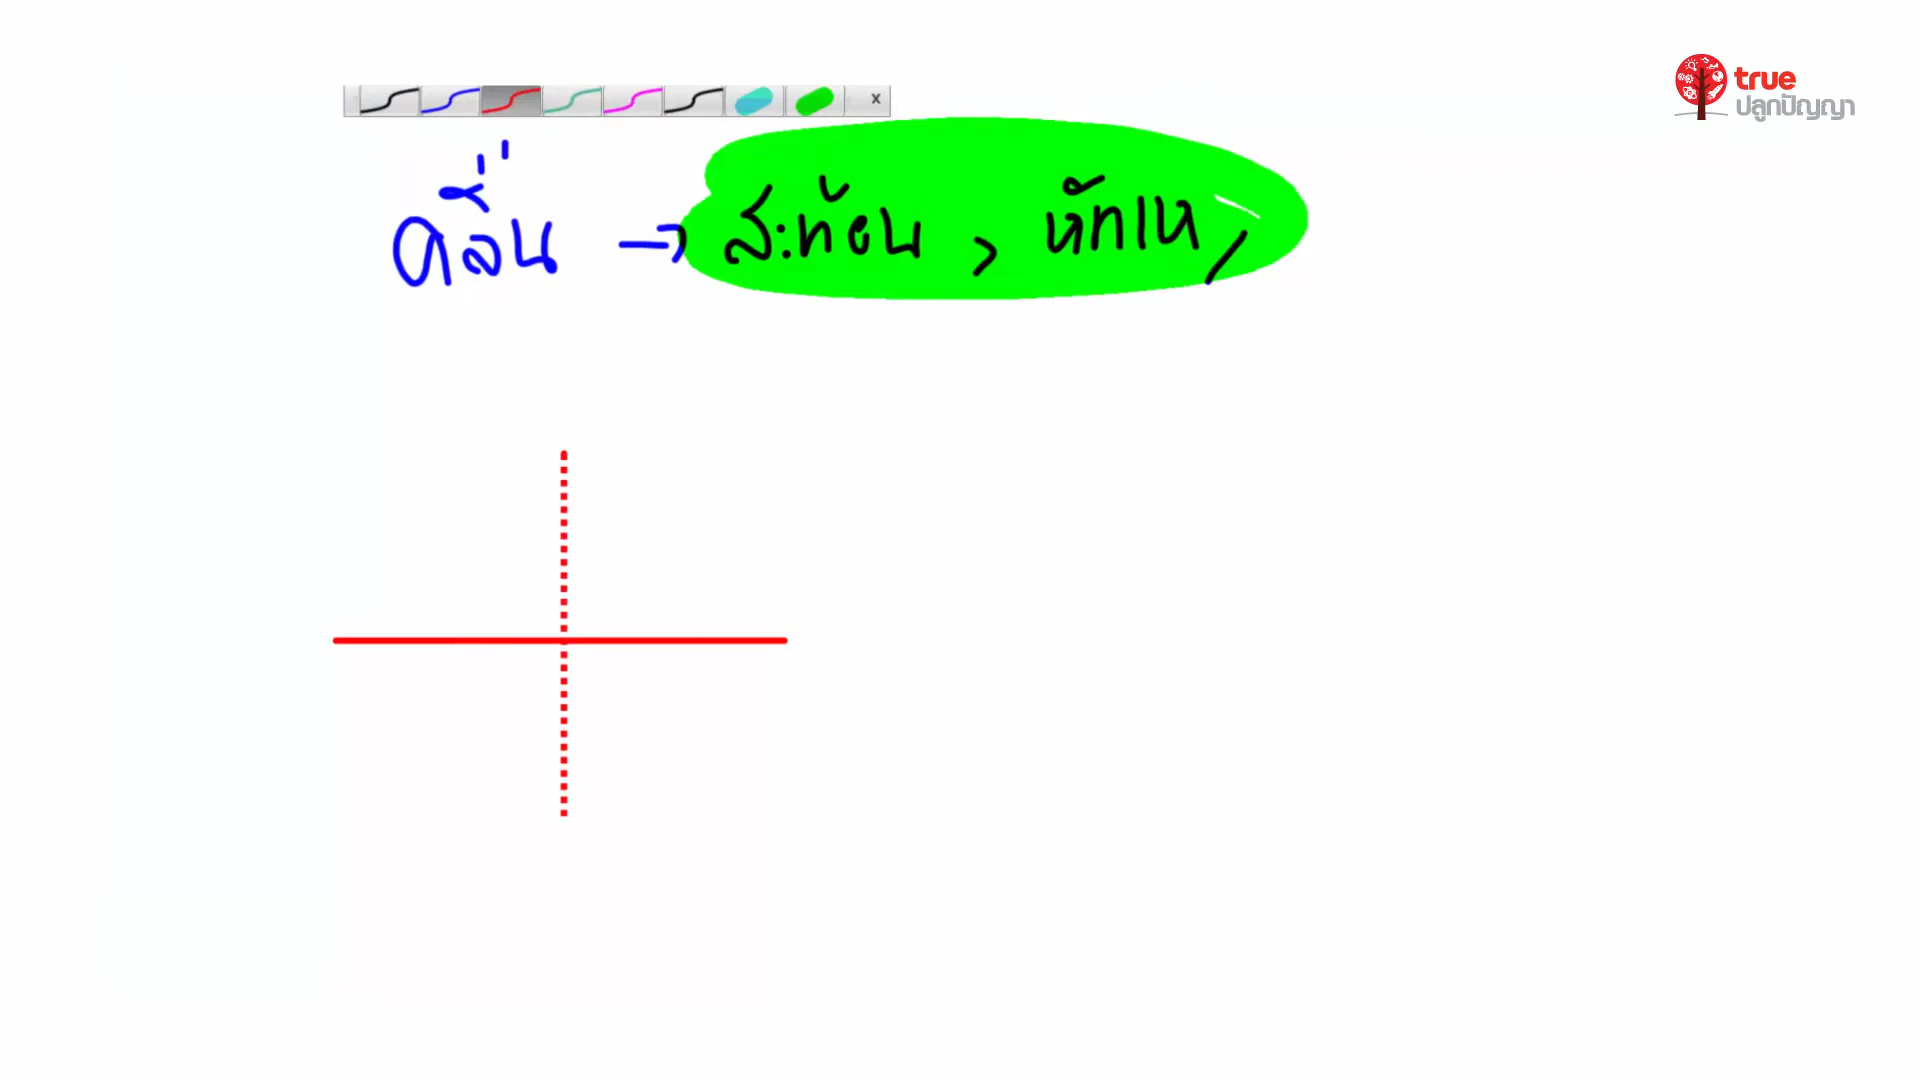 true
ปลูกปัญญา
x
คลื่น → สะท้อน , หักเห ,